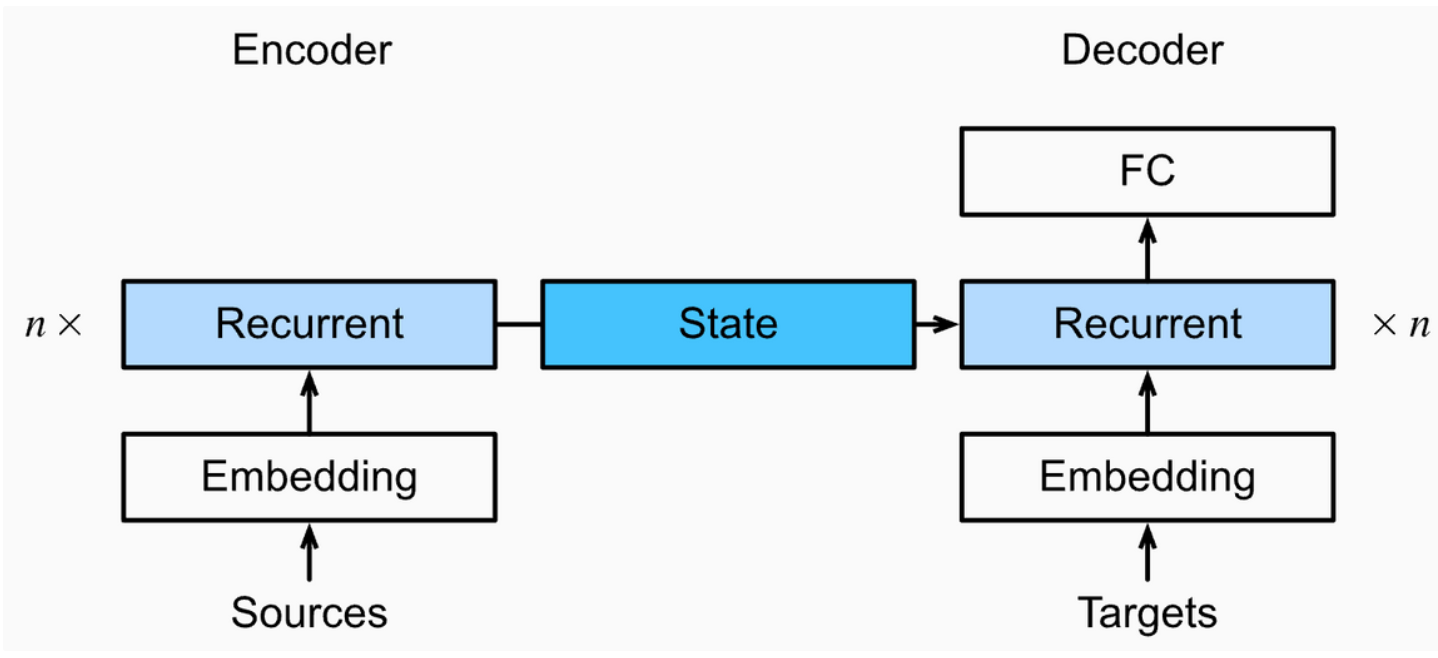 Encoder
Decoder
FC
n ×
Recurrent
State
Recurrent
× n
Embedding
Embedding
Sources
Targets